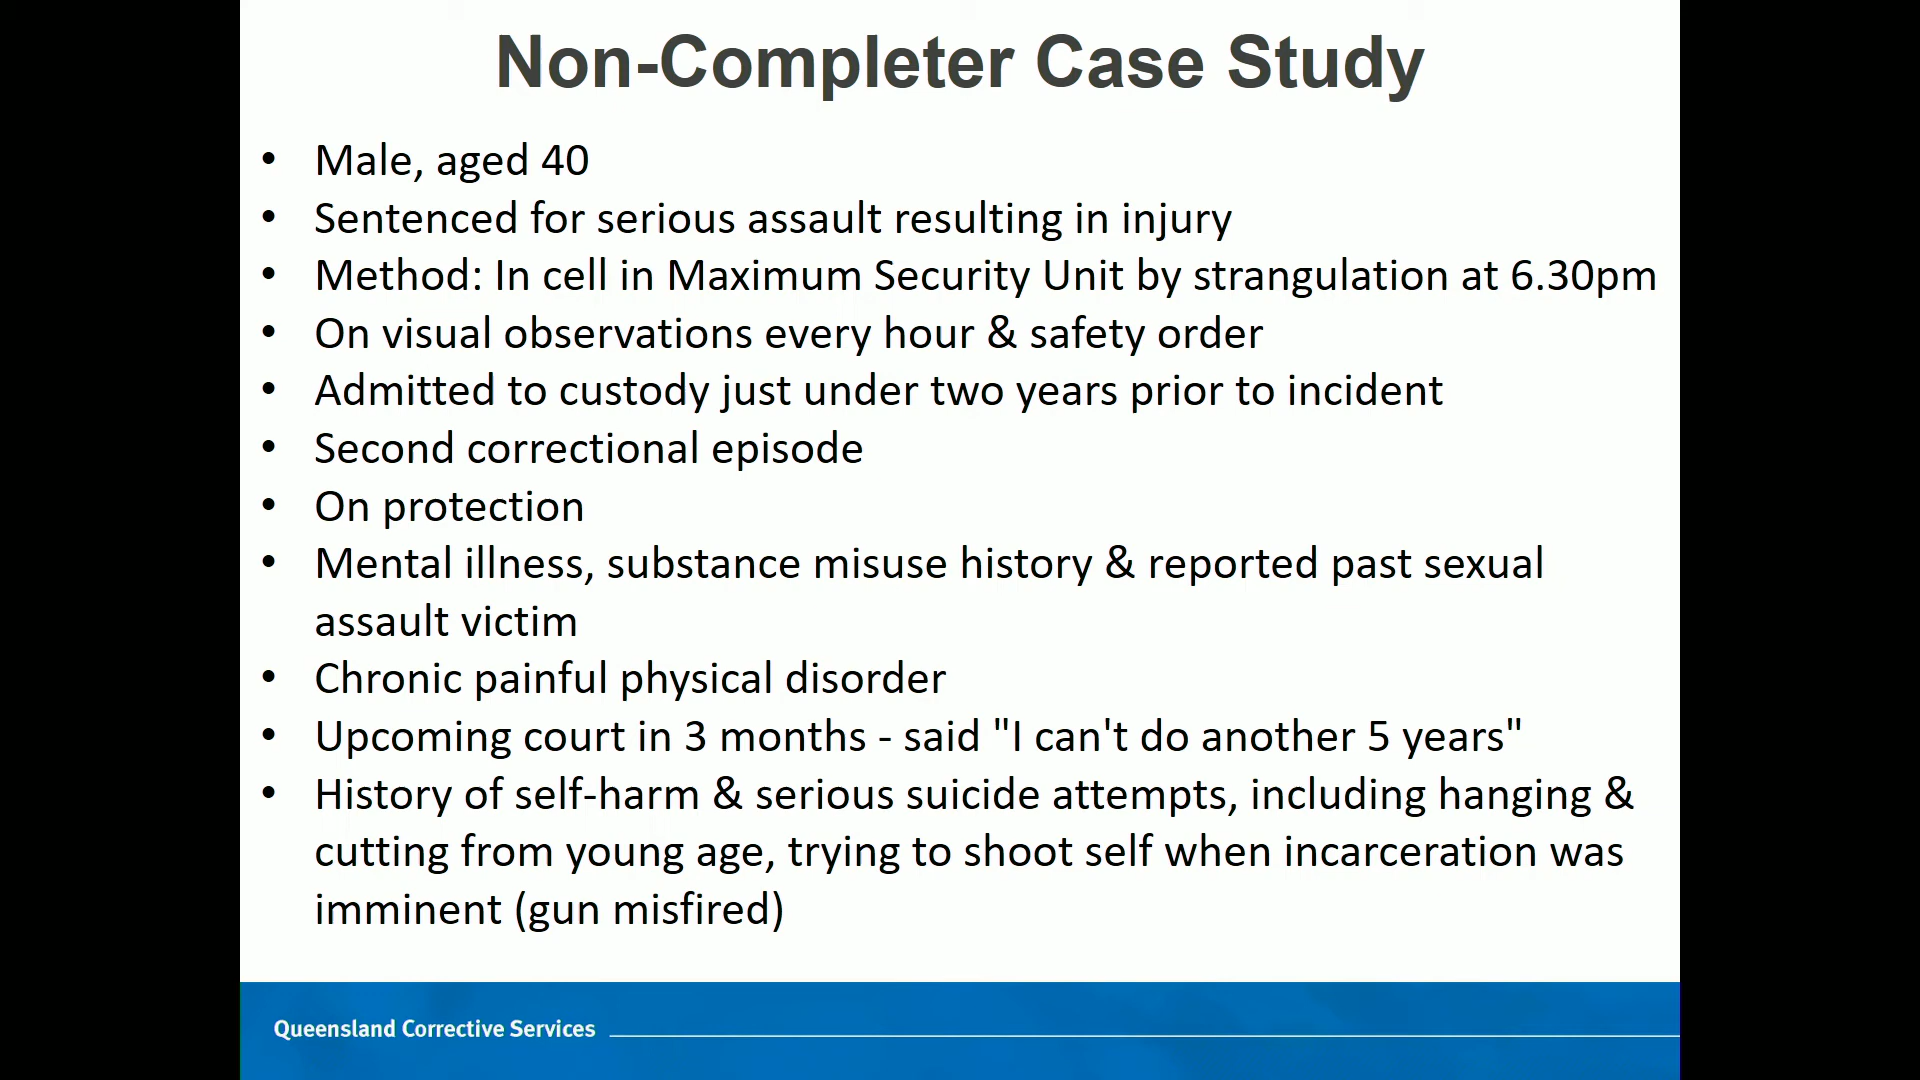 Non-Completer Case Study
• Male, aged 40
• Sentenced for serious assault resulting in injury
• Method: In cell in Maximum Security Unit by strangulation at 6.30pm
• On visual observations every hour & safety order
• Admitted to custody just under two years prior to incident
• Second correctional episode
• On protection
• Mental illness, substance misuse history & reported past sexual
assault victim
• Chronic painful physical disorder
• Upcoming court in 3 months - said "I can't do another 5 years"
• History of self-harm & serious suicide attempts, including hanging &
cutting from young age, trying to shoot self when incarceration was
imminent (gun misfired)
Queensland Corrective Services